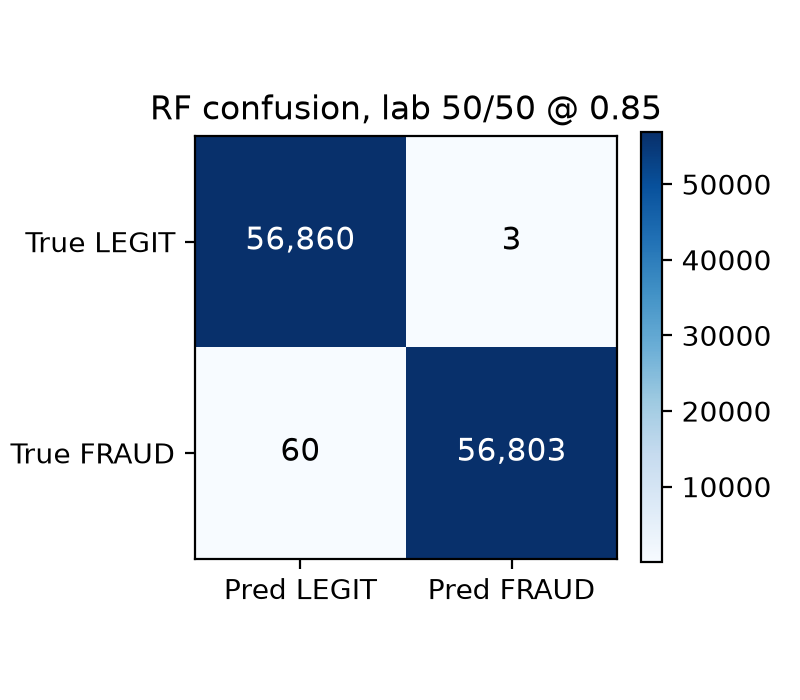 RF confusion, lab 50/50 @ 0.85
True LEGIT
56,860
3
True FRAUD
60
56,803
Pred LEGIT
Pred FRAUD
50000
40000
30000
20000
10000